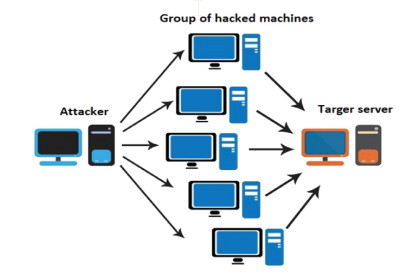 Group of hacked machines
Attacker
Targer server